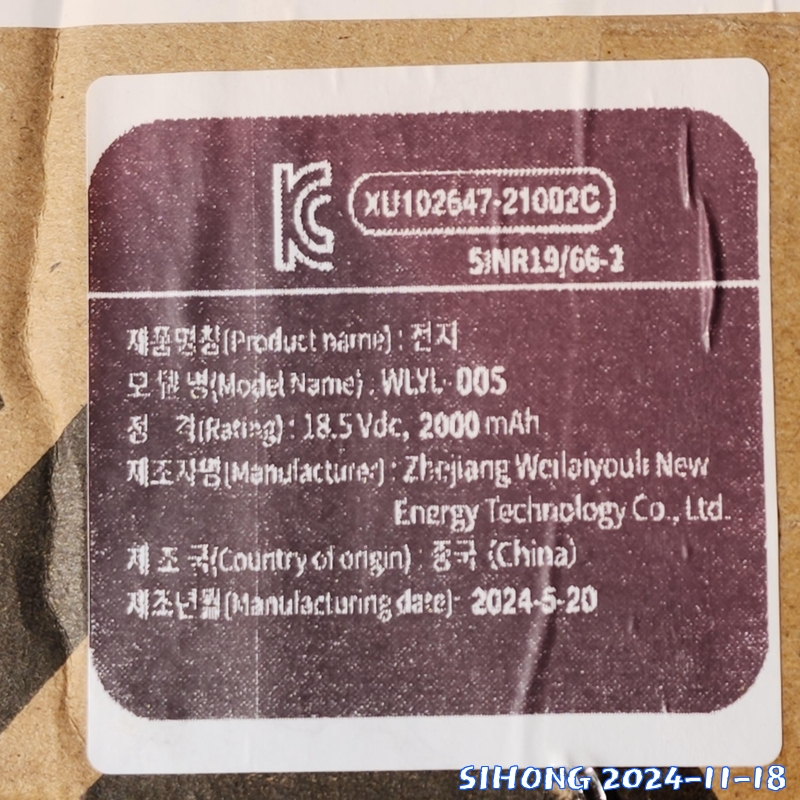 KC
XU102647-21002C
5INR19/66-2
제품명칭(Product name) : 전지
모델명(Model Name) : WLYL-005
정 격(Rating) : 18.5 Vdc, 2000 mAh
제조자명(Manufacturer) : Zhejiang Weilaiyouli New
Energy Technology Co., Ltd.
제 조 국(Country of origin) : 중국 (China)
제조년월(Manufacturing date) : 2024-5-20
SIHONG 2024-11-18